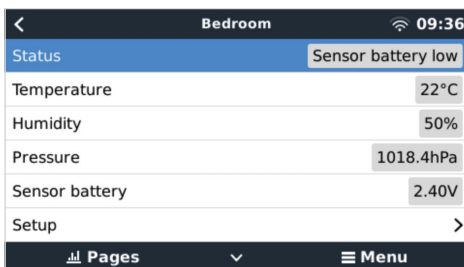 Bedroom 09:36
Status Sensor battery low
Temperature 22°C
Humidity 50%
Pressure 1018.4hPa
Sensor battery 2.40V
Setup
Pages Menu